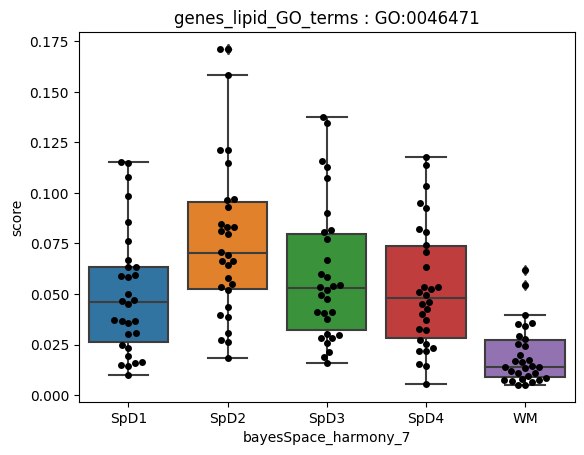 genes_lipid_GO_terms : GO:0046471
0.175
0.150
0.125
0.100
0.075
0.050
0.025
0.000
score
SpD1 SpD2 SpD3 SpD4 WM
bayesSpace_harmony_7